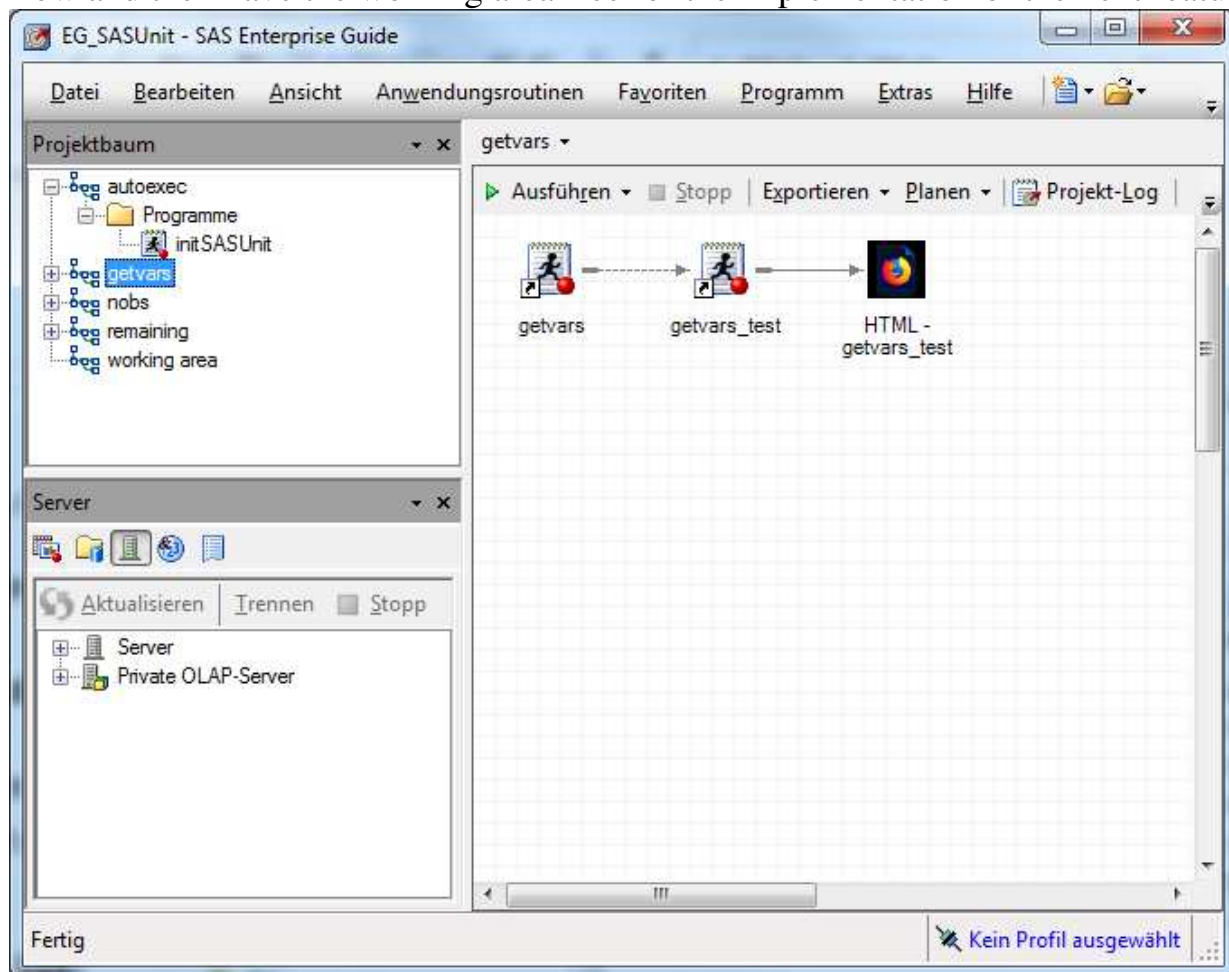 EG_SASUnit - SAS Enterprise Guide
Datei Bearbeiten Ansicht Anwendungsroutinen Favoriten Programm Extras Hilfe
Projektbaum
autoexec
Programme
initSASUnit
getvars
nobs
remaining
working area
Server
Aktualisieren Trennen Stopp
Server
Private OLAP-Server
getvars
Ausführen Stopp Exportieren Planen Projekt-Log
getvars
getvars_test
HTML -
getvars_test
Fertig
Kein Profil ausgewählt